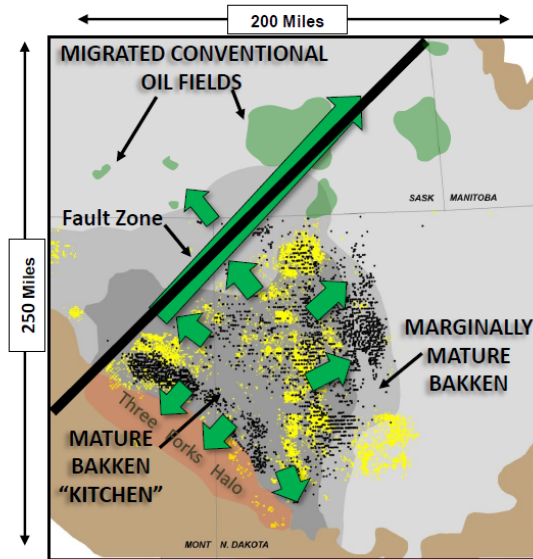 200 Miles
MIGRATED CONVENTIONAL
OIL FIELDS
SASK MANITOBA
Fault Zone
250 Miles
MARGINALLY
MATURE
BAKKEN
Three Forks Halo
MATURE
BAKKEN
“KITCHEN”
MONT N. DAKOTA